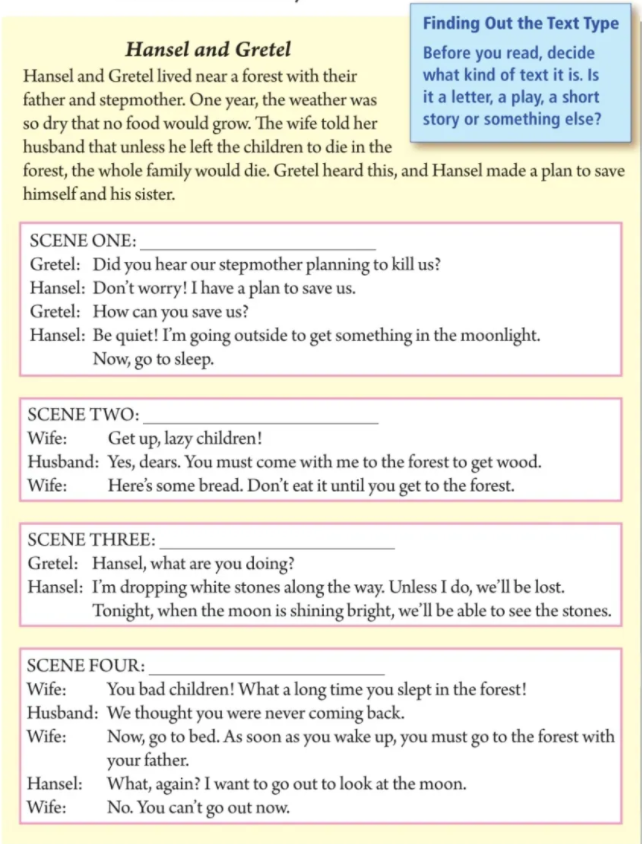 Hansel and Gretel
Finding Out the Text Type
Before you read, decide
what kind of text it is. Is
it a letter, a play, a short
story or something else?
Hansel and Gretel lived near a forest with their
father and stepmother. One year, the weather was
so dry that no food would grow. The wife told her
husband that unless he left the children to die in the
forest, the whole family would die. Gretel heard this, and Hansel made a plan to save
himself and his sister.
SCENE ONE: ____________________
Gretel: Did you hear our stepmother planning to kill us?
Hansel: Don't worry! I have a plan to save us.
Gretel: How can you save us?
Hansel: Be quiet! I'm going outside to get something in the moonlight.
Now, go to sleep.
SCENE TWO: ____________________
Wife: Get up, lazy children!
Husband: Yes, dears. You must come with me to the forest to get wood.
Wife: Here's some bread. Don't eat it until you get to the forest.
SCENE THREE: ____________________
Gretel: Hansel, what are you doing?
Hansel: I'm dropping white stones along the way. Unless I do, we'll be lost.
Tonight, when the moon is shining bright, we'll be able to see the stones.
SCENE FOUR: ____________________
Wife: You bad children! What a long time you slept in the forest!
Husband: We thought you were never coming back.
Wife: Now, go to bed. As soon as you wake up, you must go to the forest with
your father.
Hansel: What, again? I want to go out to look at the moon.
Wife: No. You can't go out now.